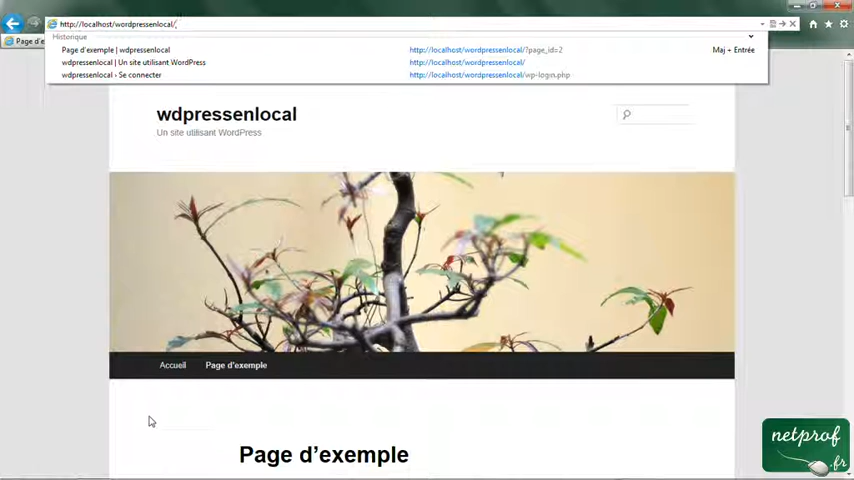 http://localhost/wordpressenlocal/
Page d'e
Historique
Page d'exemple | wdpressenlocal http://localhost/wordpressenlocal/?page_id=2 Maj + Entrée
wdpressenlocal | Un site utilisant WordPress http://localhost/wordpressenlocal/
wdpressenlocal › Se connecter http://localhost/wordpressenlocal/wp-login.php
wdpressenlocal
Un site utilisant WordPress
Accueil Page d'exemple
Page d'exemple
netprof
.fr